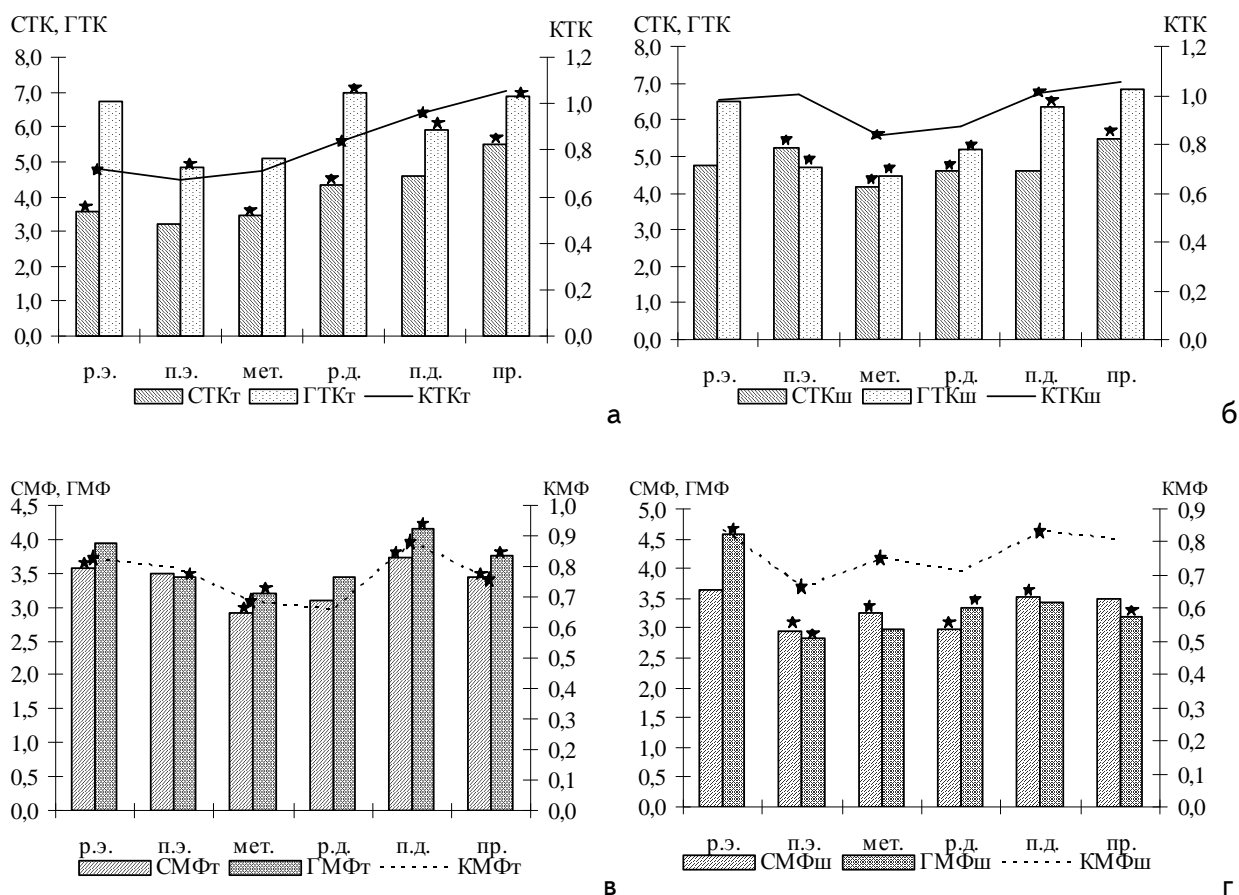 СТК, ГТК КТК
8,0 1,2
7,0 1,0
6,0 0,8
5,0 0,6
4,0 0,4
3,0 0,2
2,0 0,0
1,0
0,0
р.э. п.э. мет. р.д. п.д. пр.
СТКт ГТКт КТКт
а
СТК, ГТК КТК
8,0 1,2
7,0 1,0
6,0 0,8
5,0 0,6
4,0 0,4
3,0 0,2
2,0 0,0
1,0
0,0
р.э. п.э. мет. р.д. п.д. пр.
СТКш ГТКш КТКш
б
СМФ, ГМФ КМФ
4,5 1,0
4,0 0,9
3,5 0,8
3,0 0,7
2,5 0,6
2,0 0,5
1,5 0,4
1,0 0,3
0,5 0,2
0,0 0,1
0,0
р.э. п.э. мет. р.д. п.д. пр.
СМФт ГМФт КМФт
в
СМФ, ГМФ КМФ
5,0 0,9
4,5 0,8
4,0 0,7
3,5 0,6
3,0 0,5
2,5 0,4
2,0 0,3
1,5 0,2
1,0 0,1
0,5 0,0
0,0
р.э. п.э. мет. р.д. п.д. пр.
СМФш ГМФш КМФш
г